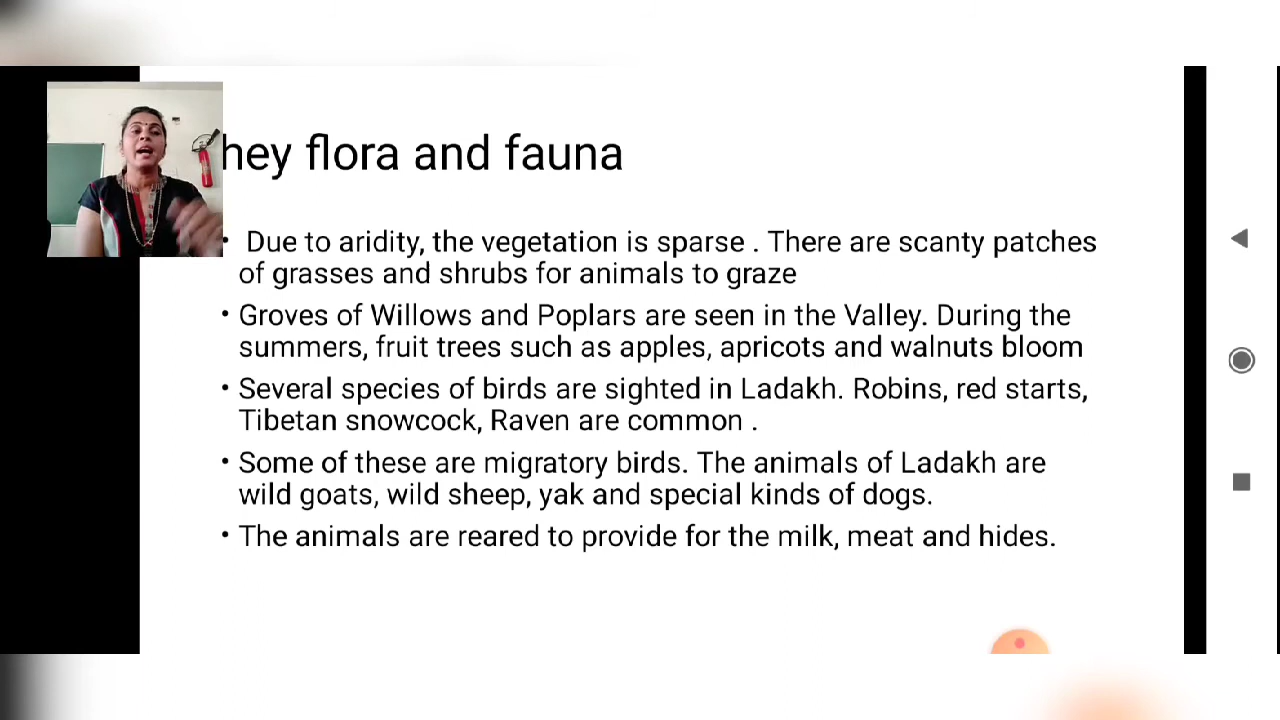 hey flora and fauna
• Due to aridity, the vegetation is sparse . There are scanty patches
of grasses and shrubs for animals to graze
• Groves of Willows and Poplars are seen in the Valley. During the
summers, fruit trees such as apples, apricots and walnuts bloom
• Several species of birds are sighted in Ladakh. Robins, red starts,
Tibetan snowcock, Raven are common .
• Some of these are migratory birds. The animals of Ladakh are
wild goats, wild sheep, yak and special kinds of dogs.
• The animals are reared to provide for the milk, meat and hides.